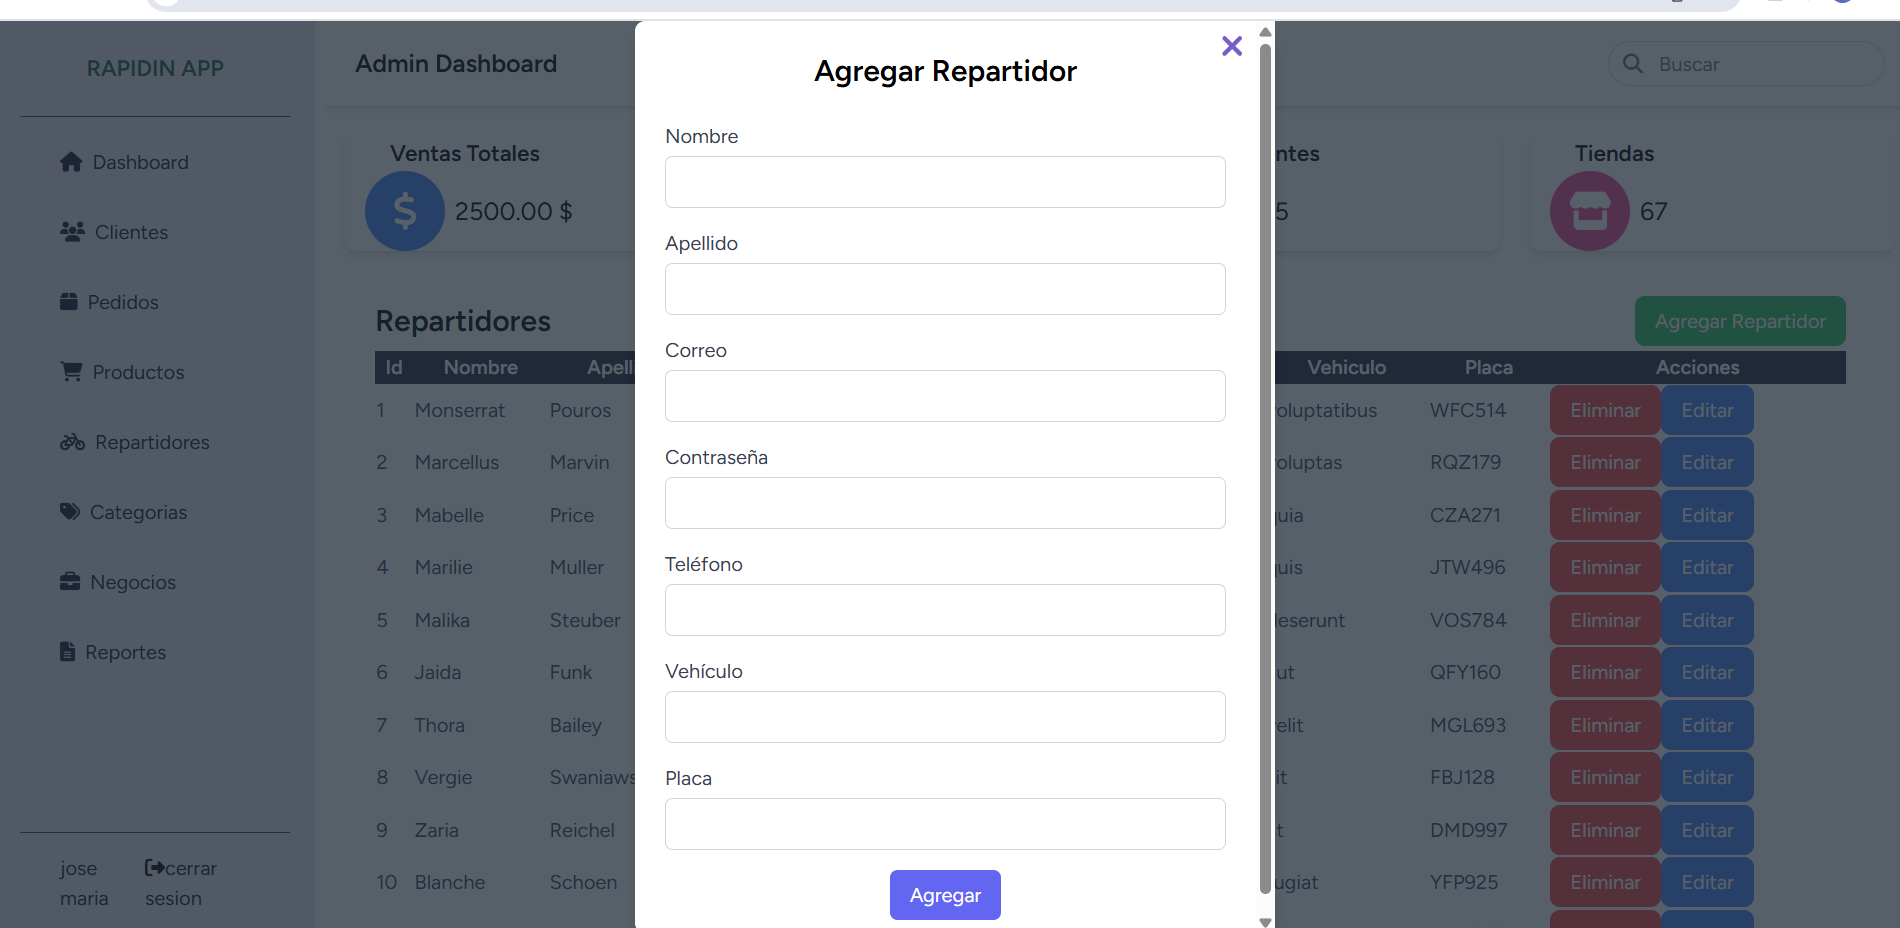 RAPIDIN APP
Dashboard
Clientes
Pedidos
Productos
Repartidores
Categorias
Negocios
Reportes
jose maria
cerrar sesion
Admin Dashboard
Buscar
Ventas Totales
2500.00 $
ntes
5
Tiendas
67
Repartidores
Agregar Repartidor
Id Nombre Apell Vehiculo Placa Acciones
1 Monserrat Pouros oluptatibus WFC514 Eliminar Editar
2 Marcellus Marvin oluptas RQZ179 Eliminar Editar
3 Mabelle Price uia CZA271 Eliminar Editar
4 Marilie Muller uis JTW496 Eliminar Editar
5 Malika Steuber leserunt VOS784 Eliminar Editar
6 Jaida Funk ut QFY160 Eliminar Editar
7 Thora Bailey elit MGL693 Eliminar Editar
8 Vergie Swaniaws it FBJ128 Eliminar Editar
9 Zaria Reichel t DMD997 Eliminar Editar
10 Blanche Schoen ugiat YFP925 Eliminar Editar
Agregar Repartidor
Nombre
Apellido
Correo
Contraseña
Teléfono
Vehículo
Placa
Agregar